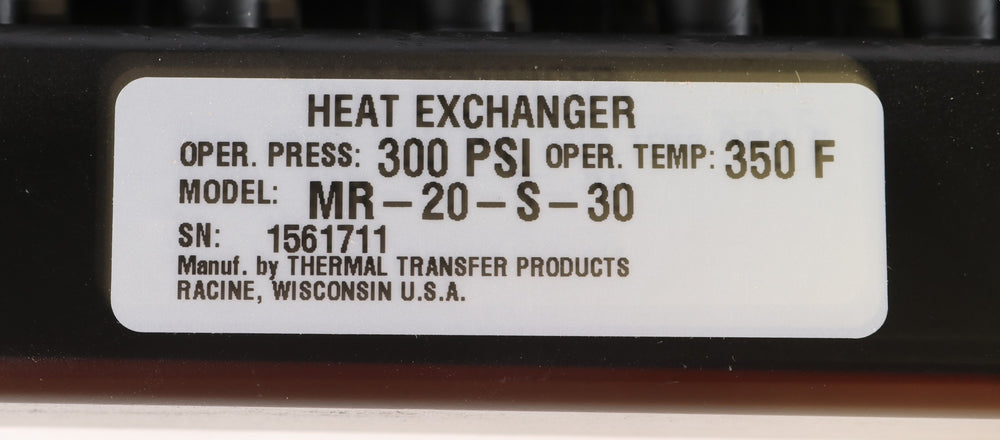 HEAT EXCHANGER
OPER. PRESS: 300 PSI OPER. TEMP: 350 F
MODEL: MR-20-S-30
SN: 1561711
Manuf. by THERMAL TRANSFER PRODUCTS
RACINE, WISCONSIN U.S.A.